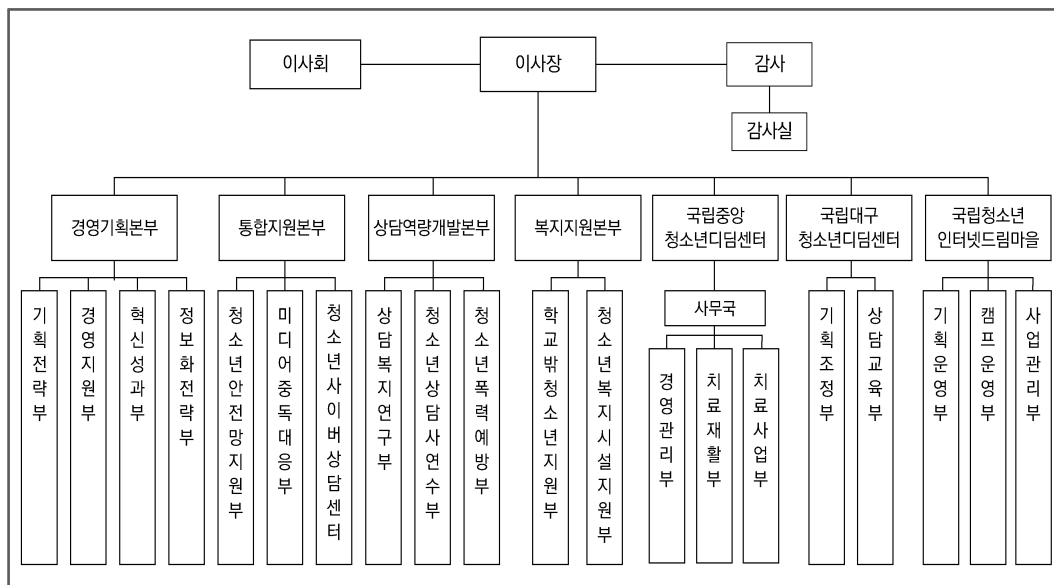 이사회
이사장
감사
감사실
경영기획본부
통합지원본부
상담역량개발본부
복지지원본부
국립중앙
청소년디딤센터
국립대구
청소년디딤센터
국립청소년
인터넷드림마을
기획전략부
경영지원부
혁신성과부
정보화전략부
청소년안전망지원부
미디어중독대응부
청소년사이버상담센터
상담복지연구부
청소년상담사연수부
청소년폭력예방부
학교밖청소년지원부
청소년복지시설지원부
사무국
경영관리부
치료재활부
치료사업부
기획조정부
상담교육부
기획운영부
캠프운영부
사업관리부